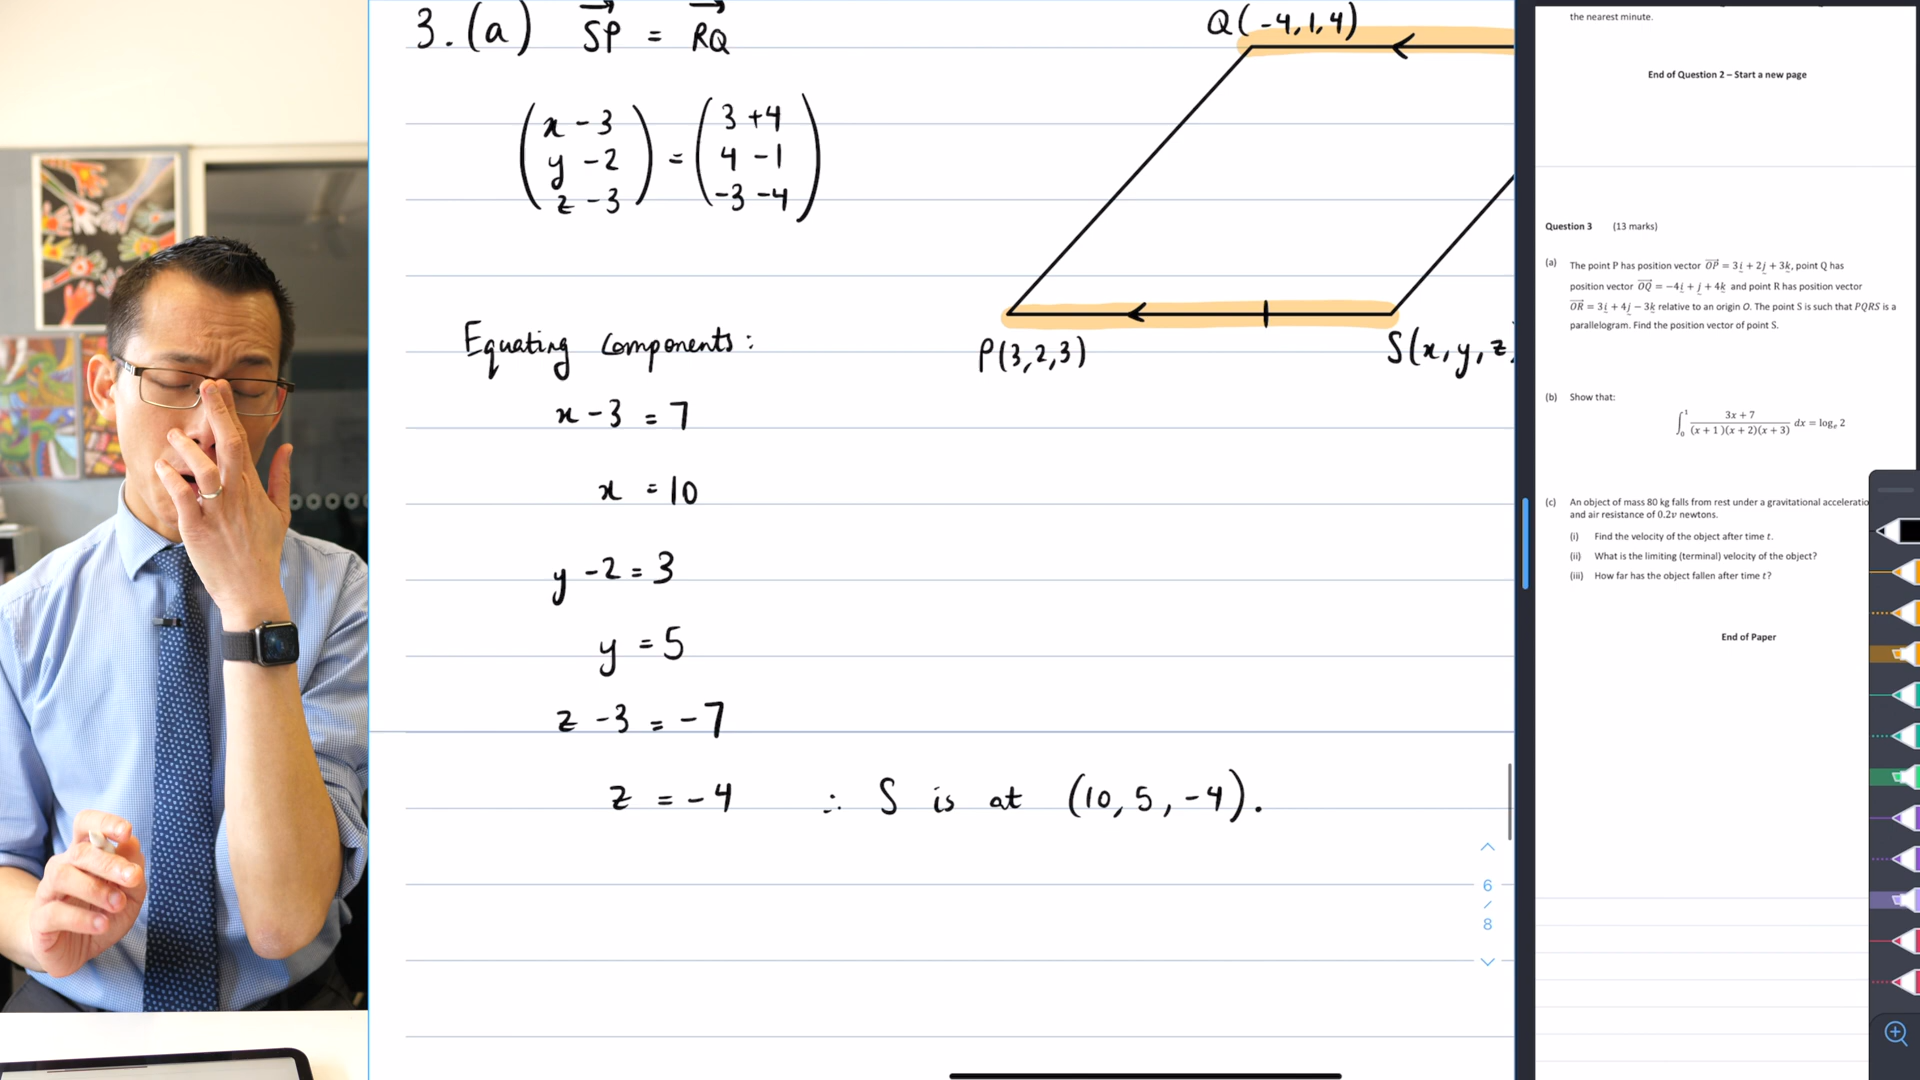 3. (a) SP = RQ
x - 3
y - 2
z - 3
=
3 + 4
4 - 1
-3 - 4
Equating components:
x - 3 = 7
x = 10
y - 2 = 3
y = 5
z - 3 = -7
z = -4 ∴ S is at (10, 5, -4).
Q(-4,1,4)
P(3,2,3)
S(x,y,z
6
/
8
the nearest minute.
End of Question 2 – Start a new page
Question 3 (13 marks)
(a) The point P has position vector OP = 3i + 2j + 3k, point Q has
position vector OQ = −4i + j + 4k and point R has position vector
OR = 3i + 4j − 3k relative to an origin O. The point S is such that PQRS is a
parallelogram. Find the position vector of point S.
(b) Show that:
∫₀¹ (3x + 7)/((x + 1)(x + 2)(x + 3)) dx = logₑ 2
(c) An object of mass 80 kg falls from rest under a gravitational
and air resistance of 0.2v newtons.
(i) Find the velocity of the object after time t.
(ii) What is the limiting (terminal) velocity of the object?
(iii) How far has the object fallen after time t?
End of Paper